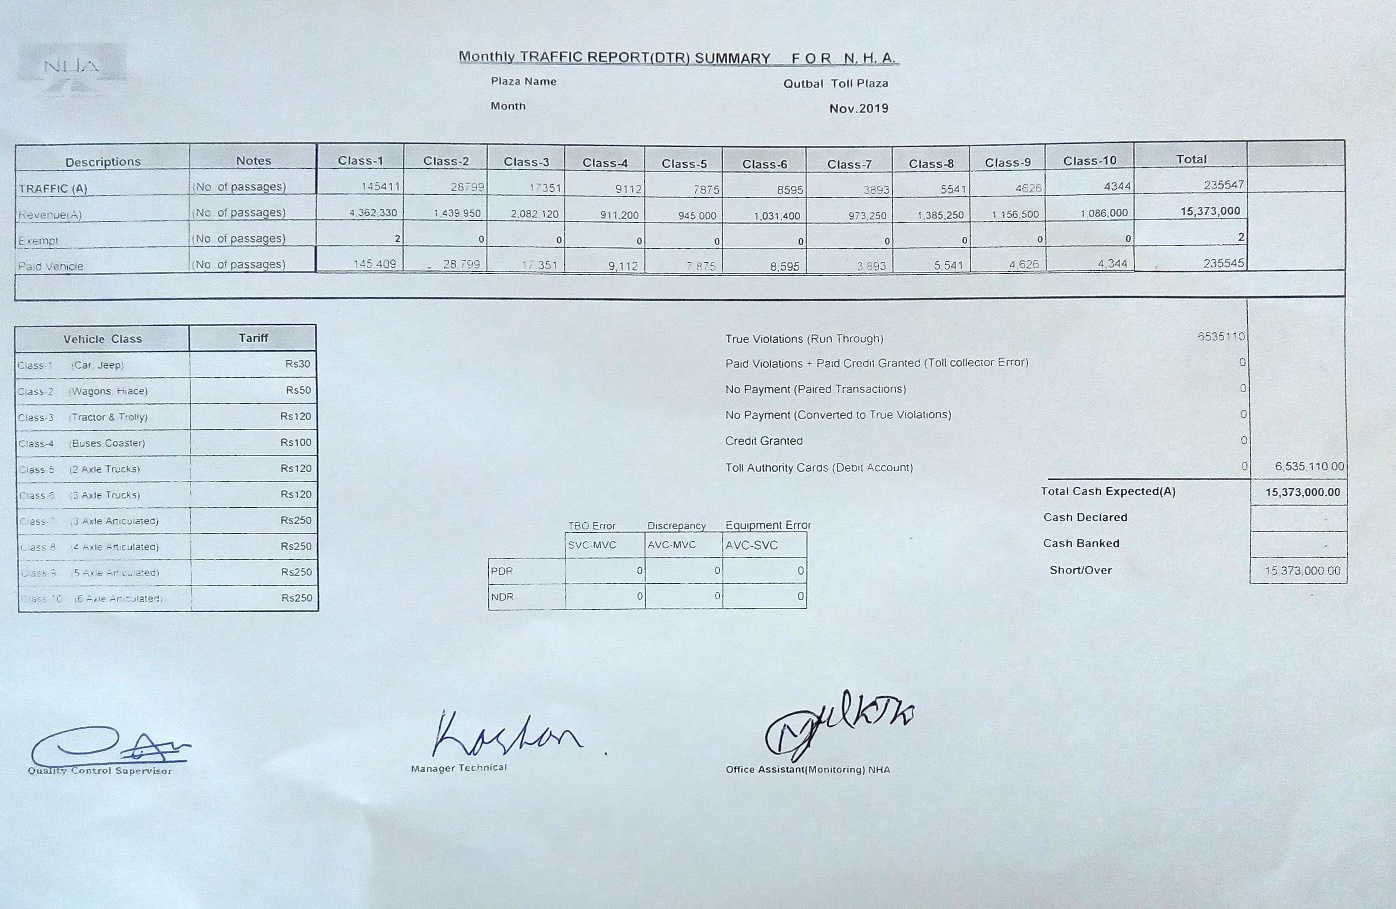 NHA
Monthly TRAFFIC REPORT(DTR) SUMMARY FOR N. H. A.
Plaza Name Qutbal Toll Plaza
Month Nov.2019
Descriptions Notes Class-1 Class-2 Class-3 Class-4 Class-5 Class-6 Class-7 Class-8 Class-9 Class-10 Total
TRAFFIC (A) (No of passages) 145411 28799 17351 9112 7875 8595 3893 5541 4626 4344 235547
Revenue(A) (No of passages) 4,362,330 1,439,950 2,082,120 911,200 945,000 1,031,400 973,250 1,385,250 1,156,500 1,086,000 15,373,000
Exempt (No of passages) 2 0 0 0 0 0 0 0 0 0 2
Paid Vehicle (No of passages) 145,409 28,799 17,351 9,112 7,875 8,595 3,893 5,541 4,626 4,344 235545
Vehicle Class Tariff
Class-1 (Car, Jeep) Rs30
Class-2 (Wagons, Hiace) Rs50
Class-3 (Tractor & Trolly) Rs120
Class-4 (Buses Coaster) Rs100
Class-5 (2 Axle Trucks) Rs120
Class-6 (3 Axle Trucks) Rs120
Class-7 (3 Axle Articulated) Rs250
Class-8 (4 Axle Articulated) Rs250
Class-9 (5 Axle Articulated) Rs250
Class-10 (6 Axle Articulated) Rs250
True Violations (Run Through) 6535110
Paid Violations + Paid Credit Granted (Toll collector Error) 0
No Payment (Paired Transactions) 0
No Payment (Converted to True Violations) 0
Credit Granted 0
Toll Authority Cards (Debit Account) 0 6,535,110.00
Total Cash Expected(A) 15,373,000.00
Cash Declared
Cash Banked -
Short/Over 15,373,000.00
TBO Error Discrepancy Equipment Error
SVC-MVC AVC-MVC AVC-SVC
PDR 0 0 0
NDR 0 0 0
Quality Control Supervisor
Manager Technical
Office Assistant(Monitoring) NHA